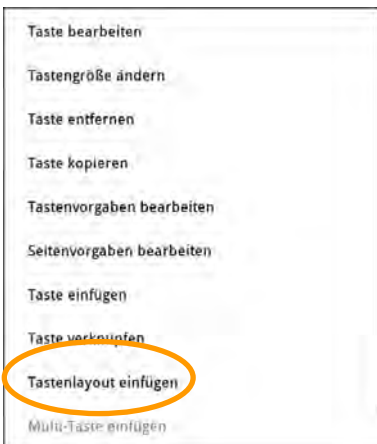 Taste bearbeiten
Tastengröße ändern
Taste entfernen
Taste kopieren
Tastenvorgaben bearbeiten
Seitenvorgaben bearbeiten
Taste einfügen
Taste verknüpfen
Tastenlayout einfügen
Multi-Taste einfügen